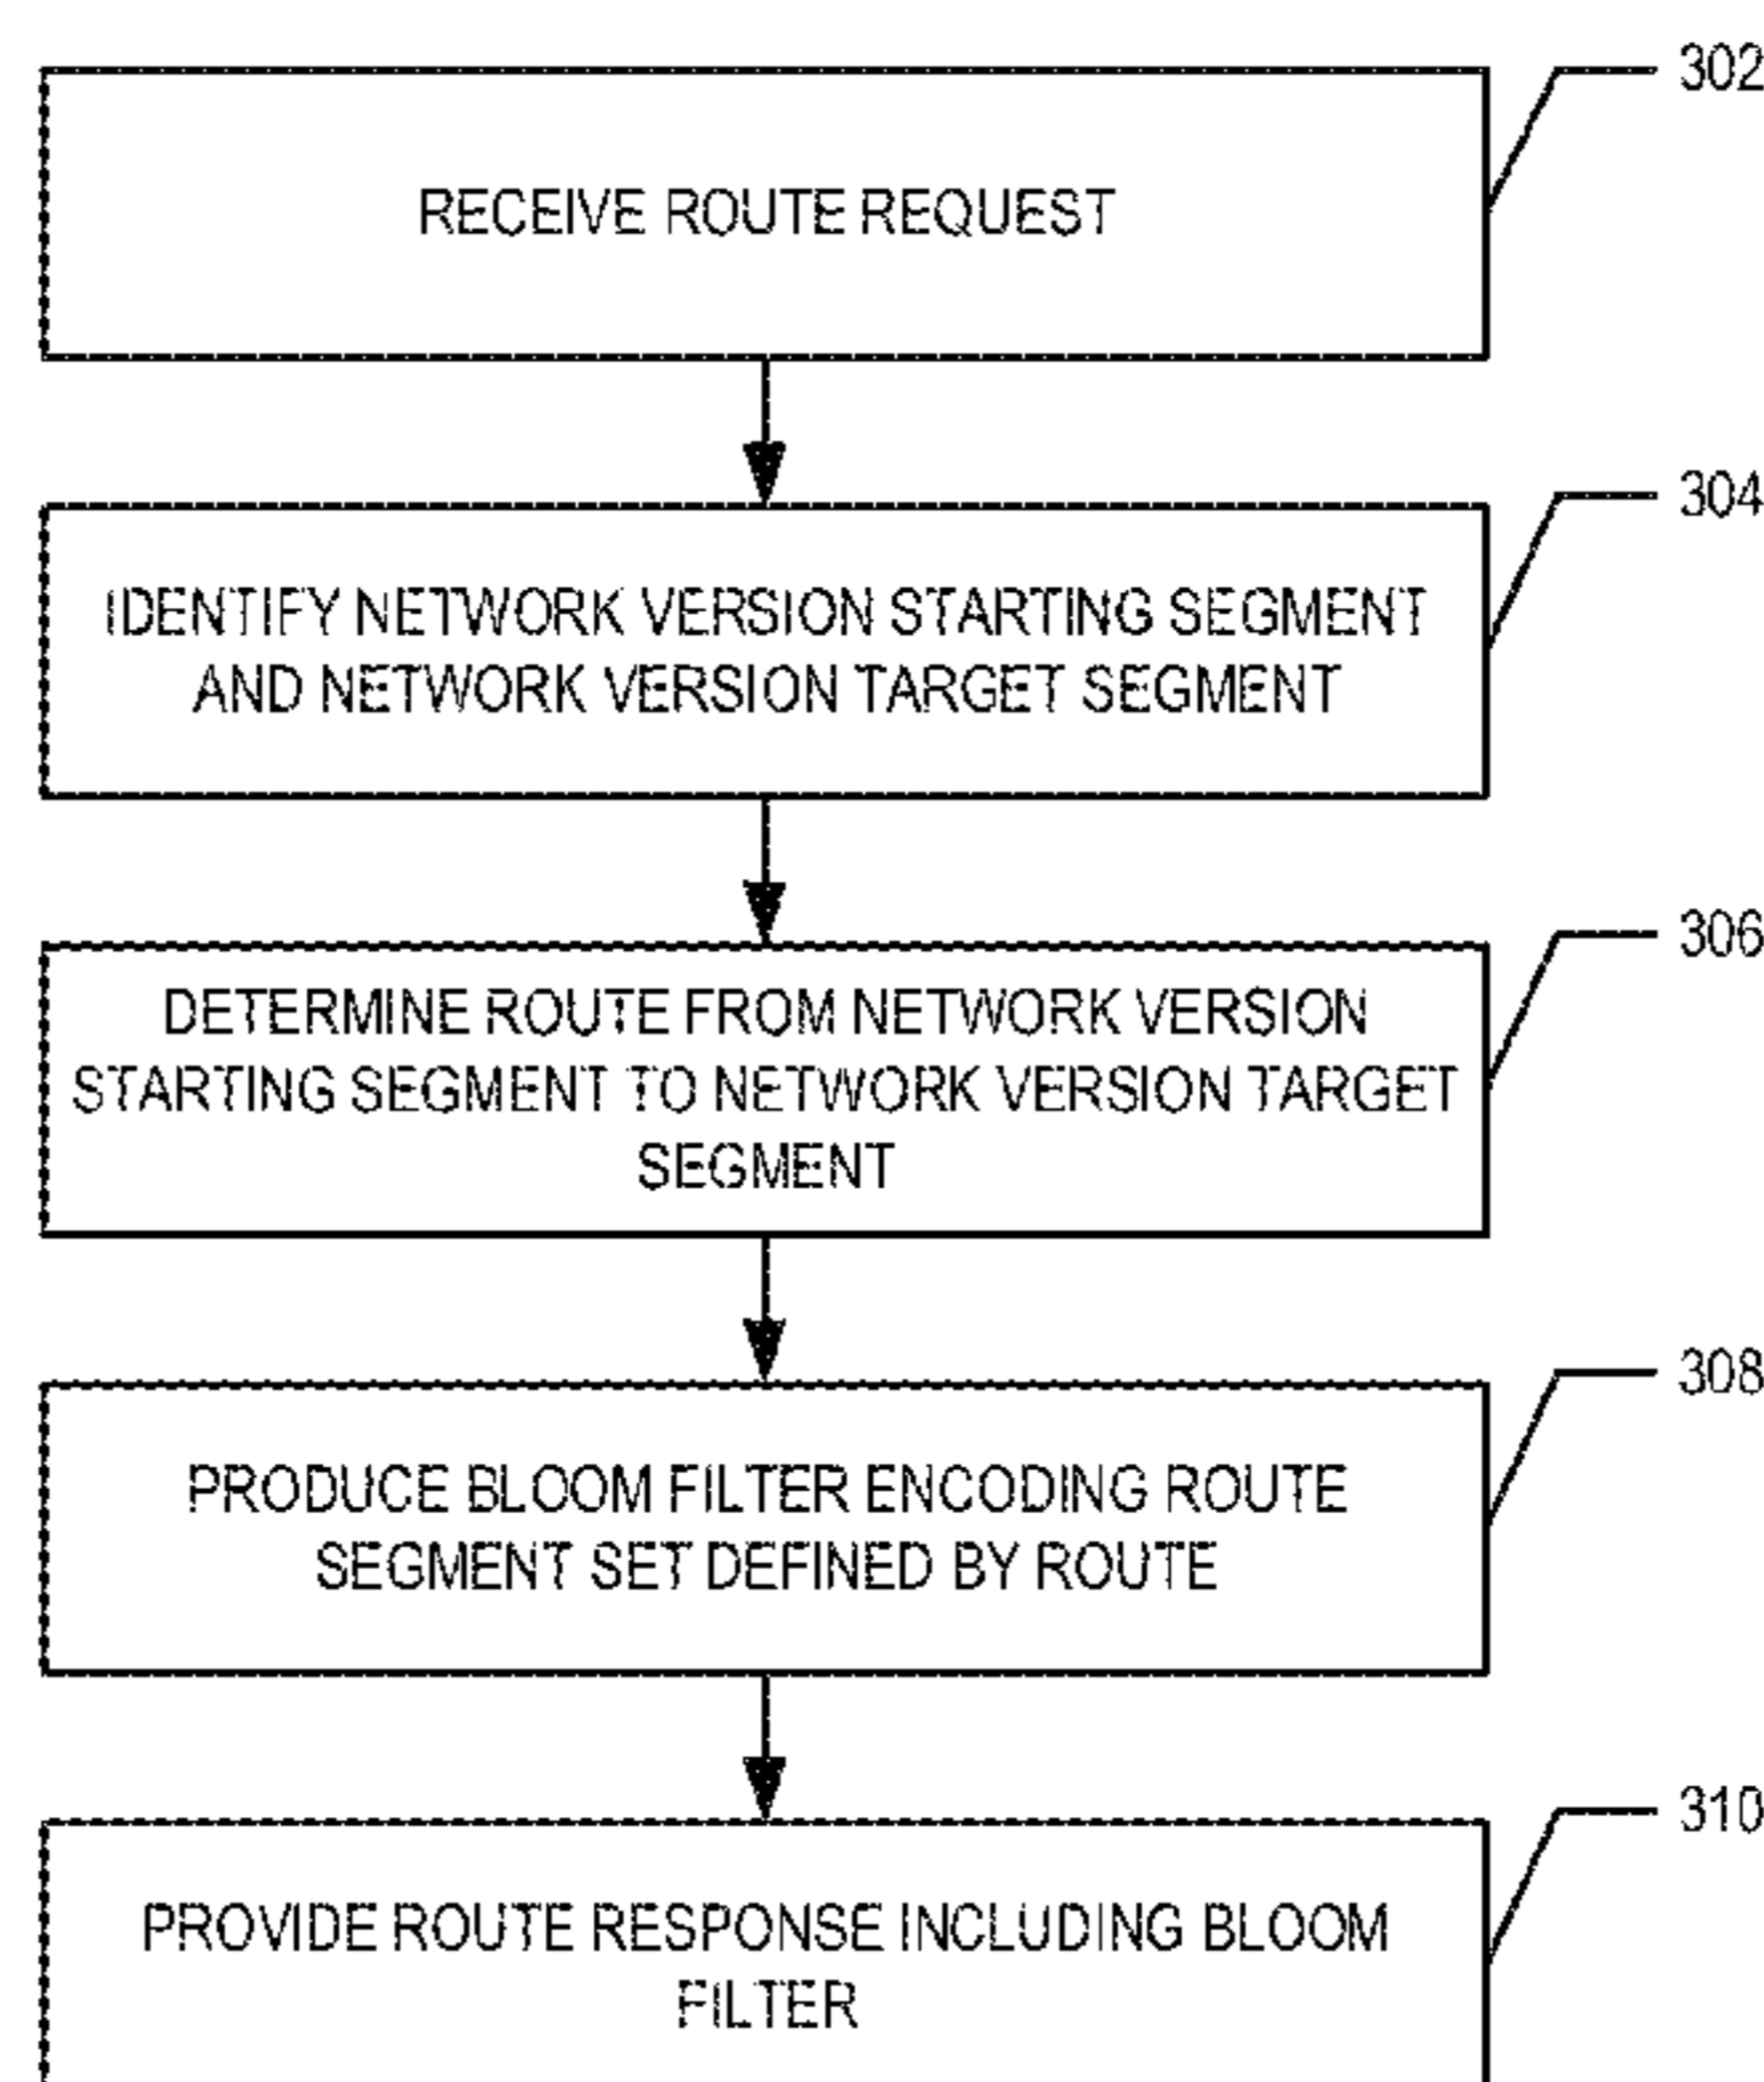 302
RECEIVE ROUTE REQUEST
304
IDENTIFY NETWORK VERSION STARTING SEGMENT
AND NETWORK VERSION TARGET SEGMENT
306
DETERMINE ROUTE FROM NETWORK VERSION
STARTING SEGMENT TO NETWORK VERSION TARGET
SEGMENT
308
PRODUCE BLOOM FILTER ENCODING ROUTE
SEGMENT SET DEFINED BY ROUTE
310
PROVIDE ROUTE RESPONSE INCLUDING BLOOM
FILTER